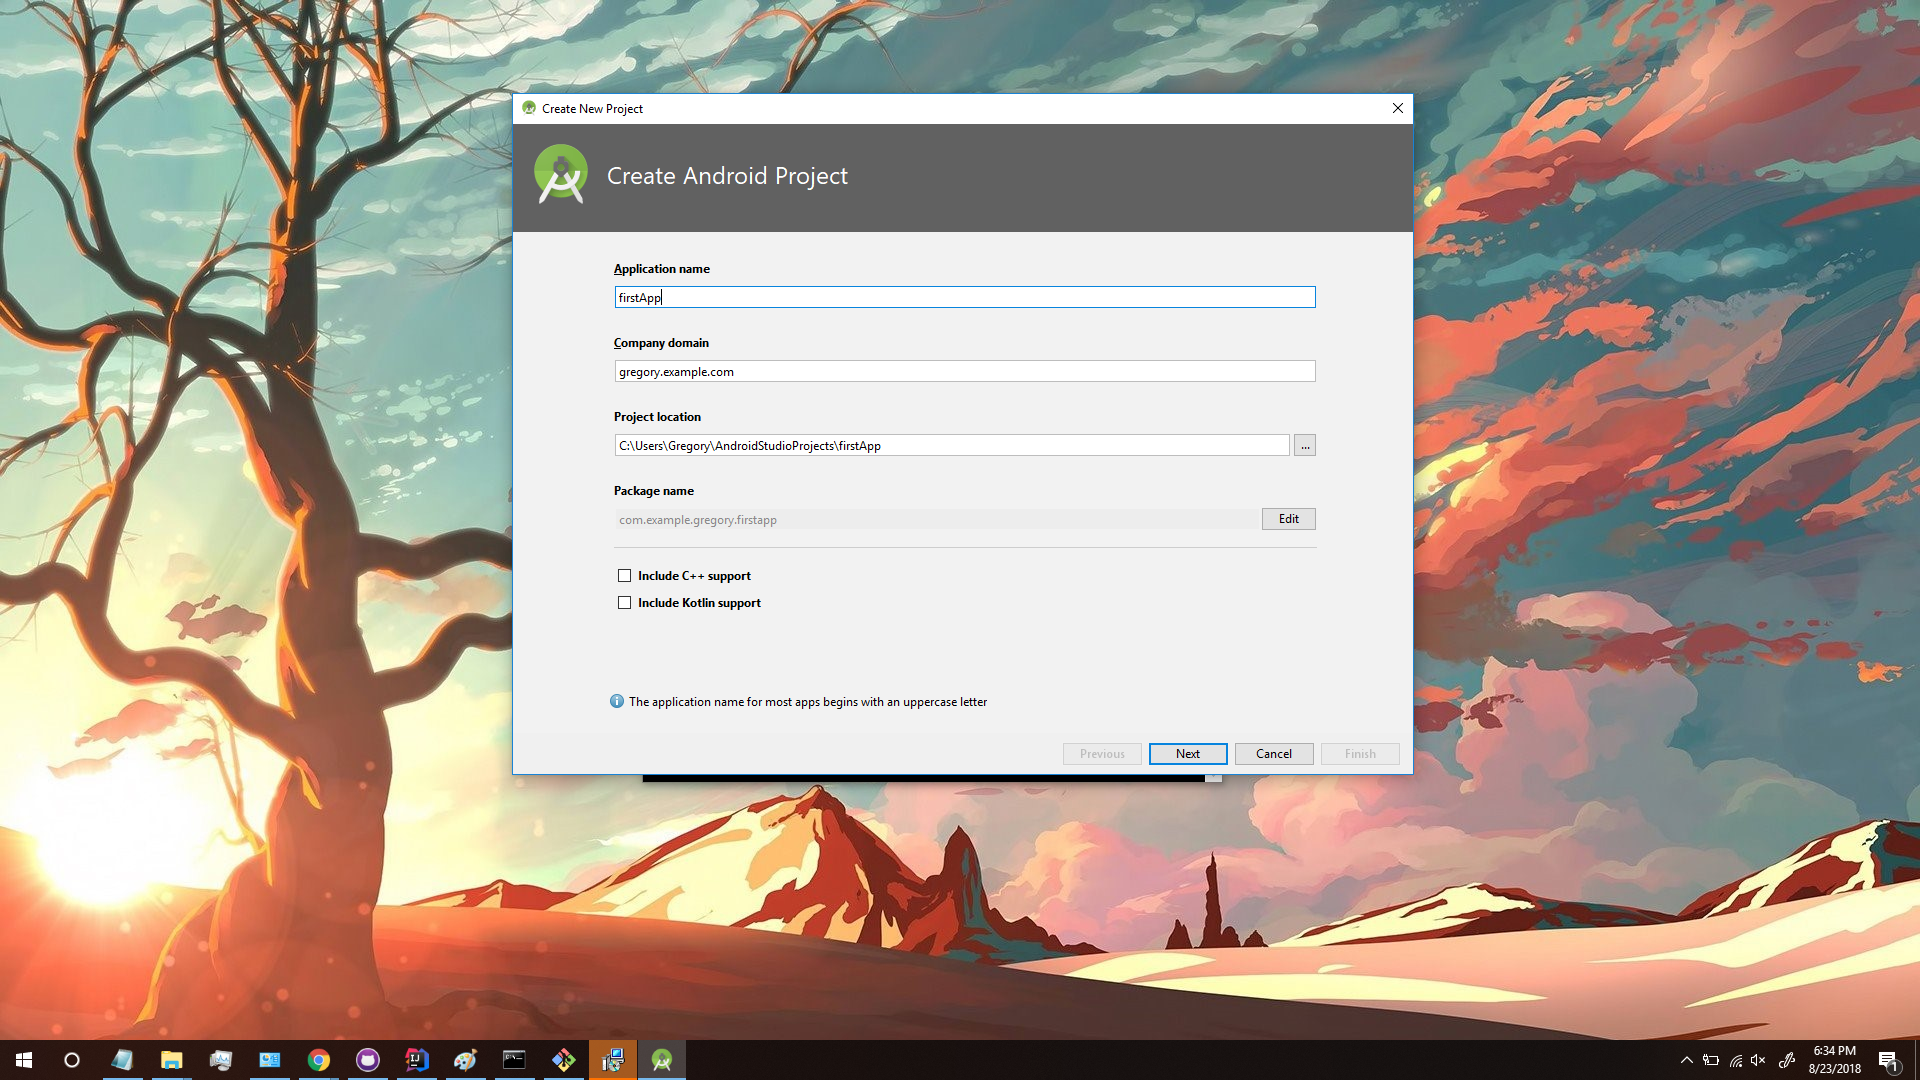 Create New Project
Create Android Project
Application name
firstApp
Company domain
gregory.example.com
Project location
C:\Users\Gregory\AndroidStudioProjects\firstApp
...
Package name
com.example.gregory.firstapp
Edit
Include C++ support
Include Kotlin support
The application name for most apps begins with an uppercase letter
Previous
Next
Cancel
Finish
6:34 PM
8/23/2018
1